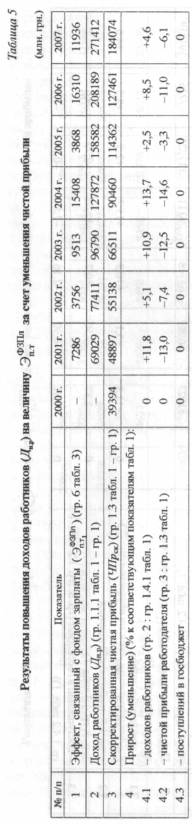 Таблица 5
Результаты повышения доходов работников (Дн.р) на величину Э ФЗПл п.т за счет уменьшения чистой прибыли
(млн. грн.)
№ п/п Показатель 2000 г. 2001 г. 2002 г. 2003 г. 2004 г. 2005 г. 2006 г. 2007 г.
1 Эффект, связанный с фондом зарплаты (Э ФЗПл п.т) (гр. 6 табл. 3) – 7286 3756 9513 15408 3868 16310 11936
2 Доход работников (Дн.р) (гр. 1.1.1 табл. 1 – гр. 1) – 69029 77411 96790 127872 158582 208189 271412
3 Скорректированная чистая прибыль (ЧПрск) (гр. 1.3 табл. 1 – гр. 1) 39394 48897 55138 66511 90460 114362 127461 184074
4 Прирост (уменьшение) (% к соответствующим показателям табл. 1):
4.1 – доходов работников (гр. 2 : гр. 1.4.1 табл. 1) 0 +11,8 +5,1 +10,9 +13,7 +2,5 +8,5 +4,6
4.2 – чистой прибыли работодателя (гр. 3 : гр. 1.3 табл. 1) 0 –13,0 –7,4 –12,5 –14,6 –3,3 –11,0 –6,1
4.3 – поступлений в госбюджет 0 0 0 0 0 0 0 0